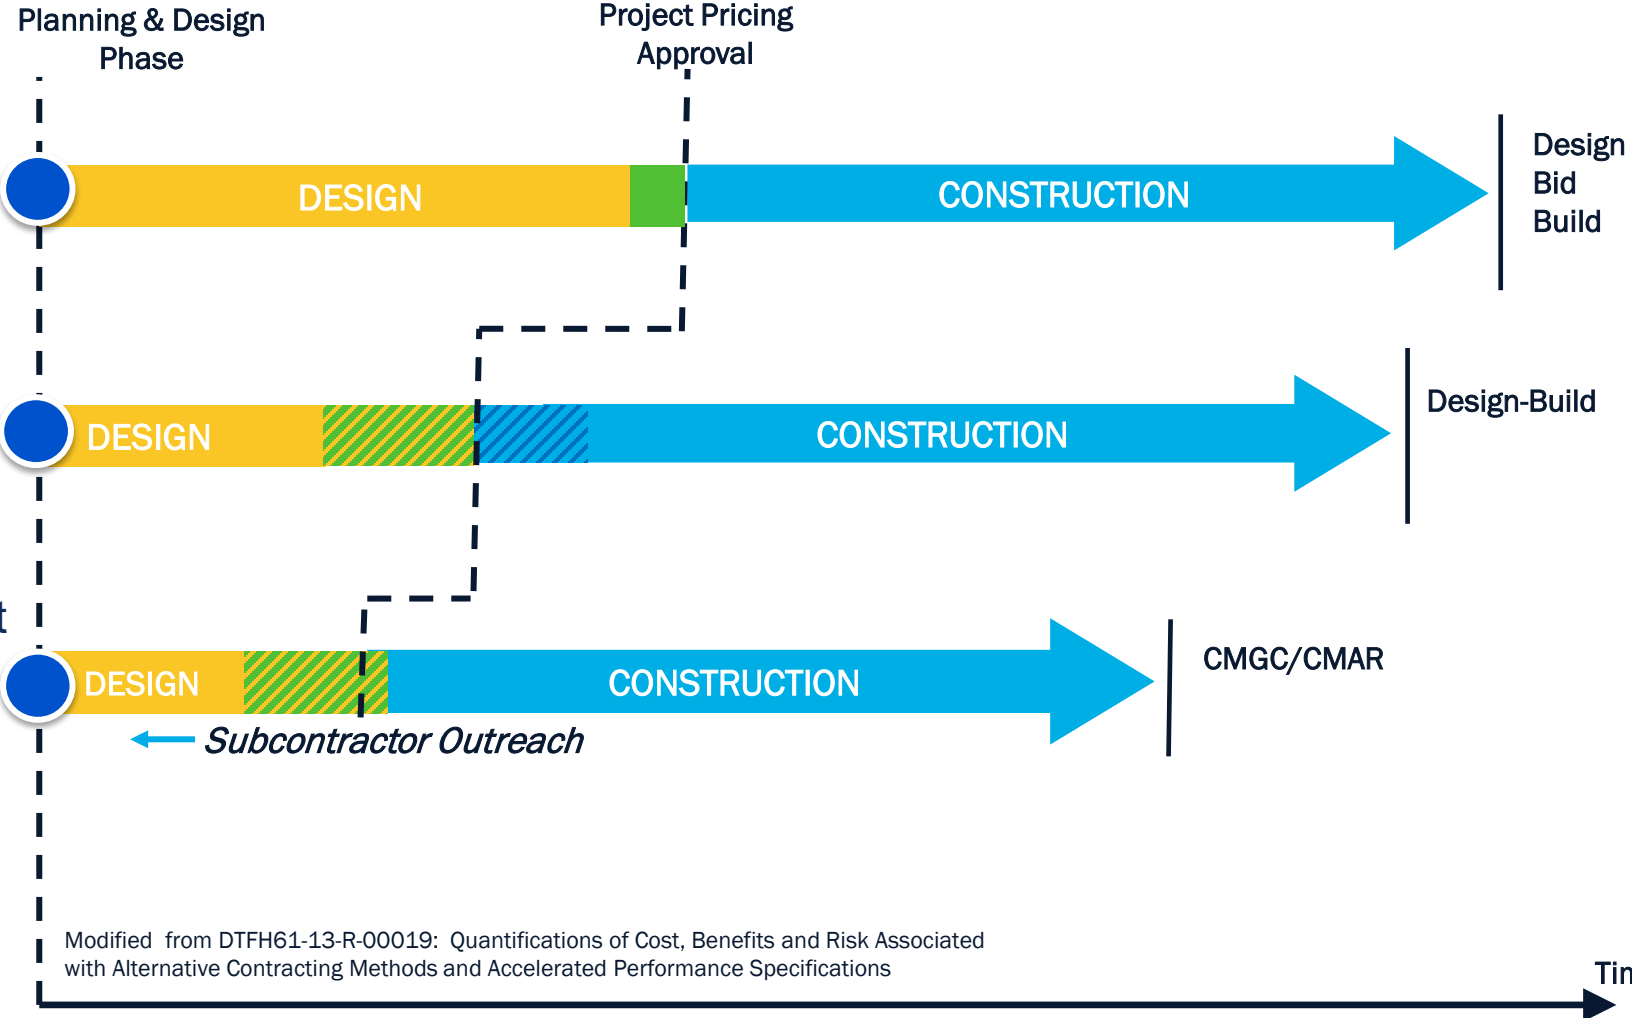 Planning & Design
Phase
Project Pricing
Approval
DESIGN
CONSTRUCTION
Design
Bid
Build
DESIGN
CONSTRUCTION
Design-Build
t
DESIGN
CONSTRUCTION
CMGC/CMAR
Subcontractor Outreach
Modified from DTFH61-13-R-00019: Quantifications of Cost, Benefits and Risk Associated
with Alternative Contracting Methods and Accelerated Performance Specifications